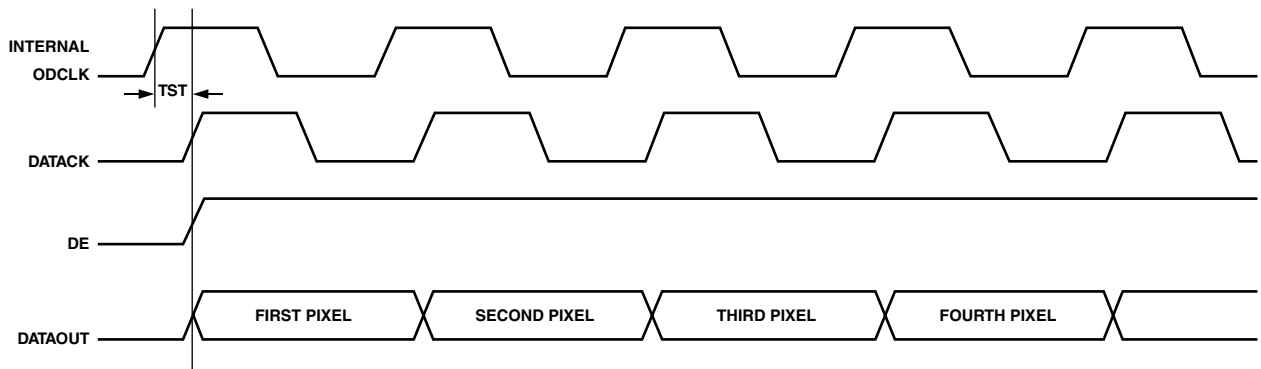 INTERNAL
ODCLK
TST
DATACK
DE
DATAOUT
FIRST PIXEL
SECOND PIXEL
THIRD PIXEL
FOURTH PIXEL